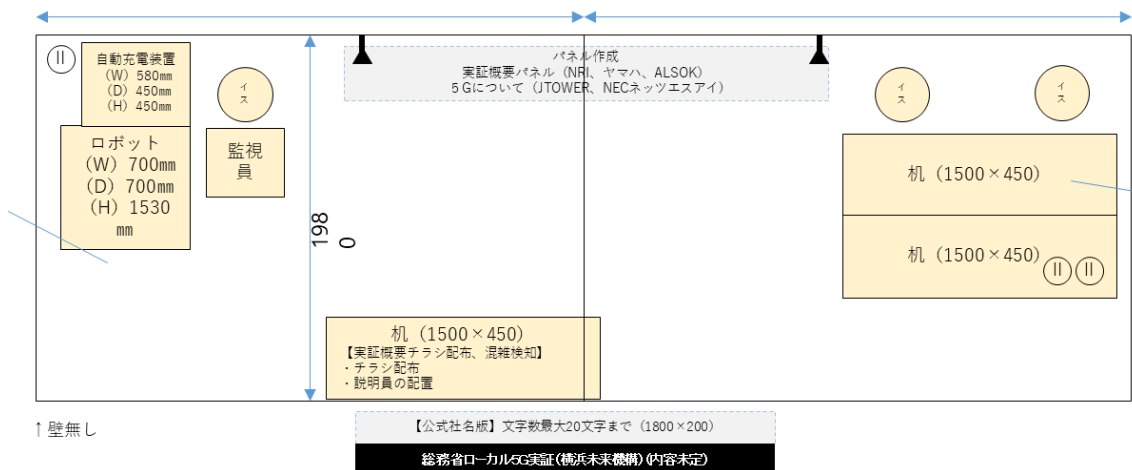 パネル作成
実証概要パネル（NRI、ヤマハ、ALSOK）
５Gについて（JTOWER、NECネッツエスアイ）
自動充電装置
（W）580㎜
（D）450㎜
（H）450㎜
ロボット
（W）700㎜
（D）700㎜
（H）1530
㎜
イス
監視
員
198
0
イス
イス
机（1500×450）
机（1500×450）
机（1500×450）
【実証概要チラシ配布、混雑検知】
・チラシ配布
・説明員の配置
↑壁無し
【公式社名版】文字数最大20文字まで（1800×200）
総務省ローカル5G実証(横浜未来機構)(内容未定)